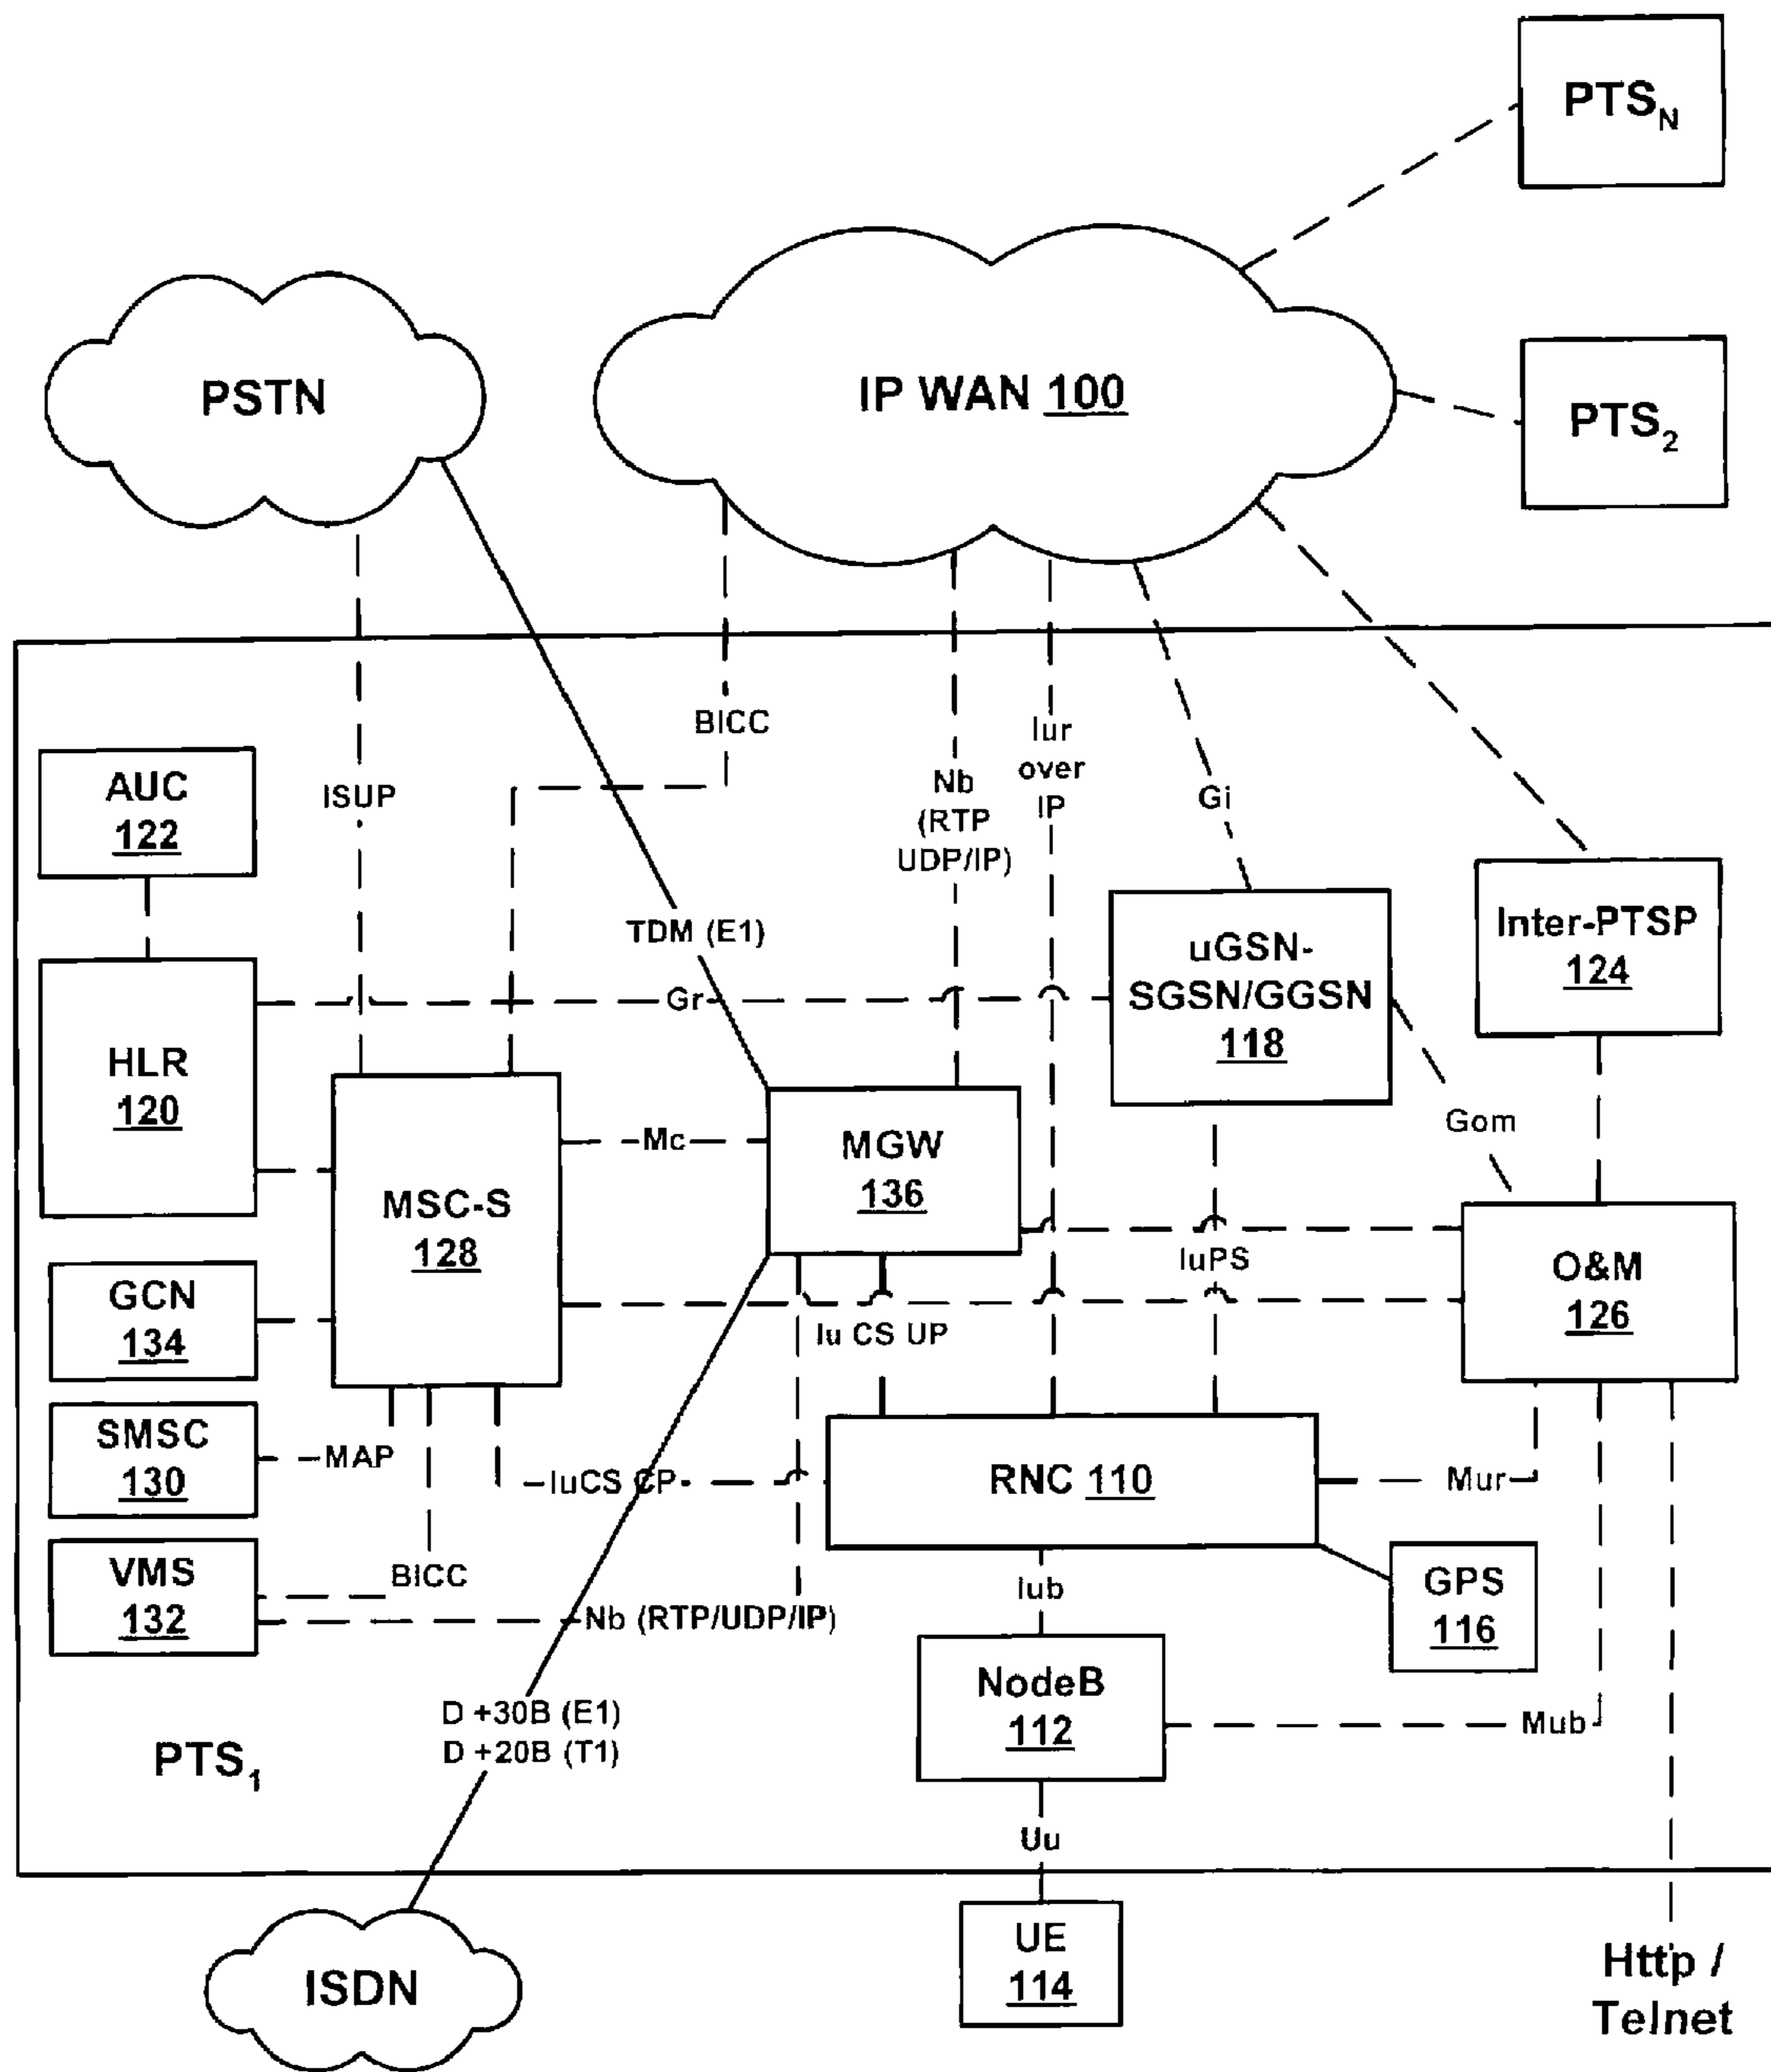 PTSN
PSTN
IP WAN 100
PTS2
BICC
Iur
over
IP
Nb
(RTP
UDP/IP)
Gi
AUC
122
ISUP
TDM (E1)
Gr
uGSN-
SGSN/GGSN
118
Inter-PTSP
124
HLR
120
Mc
MGW
136
Gom
MSC-S
128
IuPS
O&M
126
GCN
134
Iu CS UP
SMSC
130
MAP
IuCS CP
RNC 110
Mur
VMS
132
BICC
Nb (RTP/UDP/IP)
Iub
GPS
116
NodeB
112
Mub
D +30B (E1)
D +20B (T1)
PTS1
Uu
UE
114
ISDN
Http /
Telnet